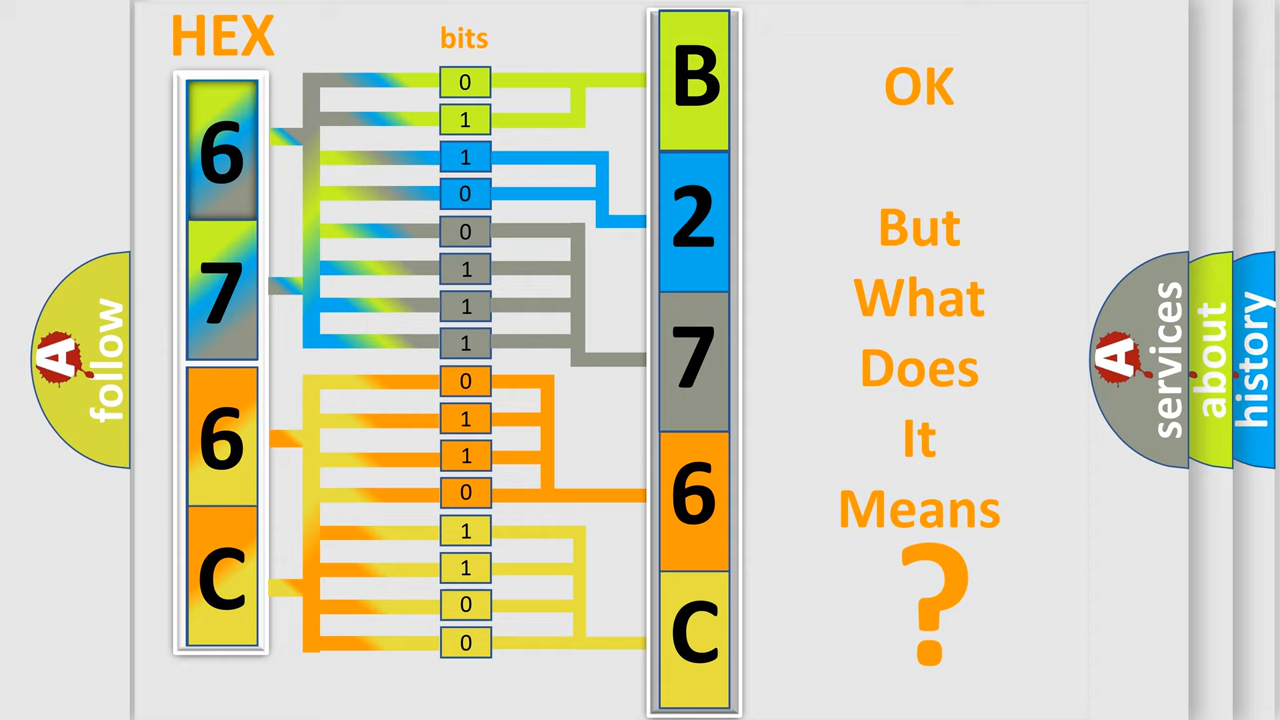 HEX
bits
6
7
6
C
0
1
1
0
0
1
1
1
0
1
1
0
1
1
0
0
B
2
7
6
C
OK
But
What
Does
It
Means
?
A
follow
A
services
about
history